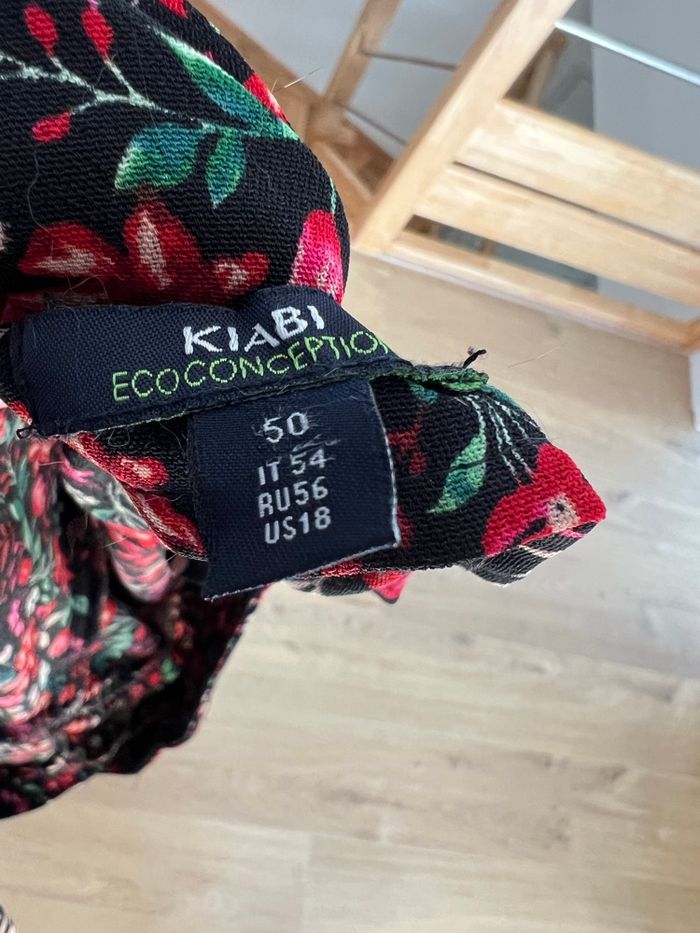 KIABI
ECOCONCEPTION
50
IT 54
RU56
US18